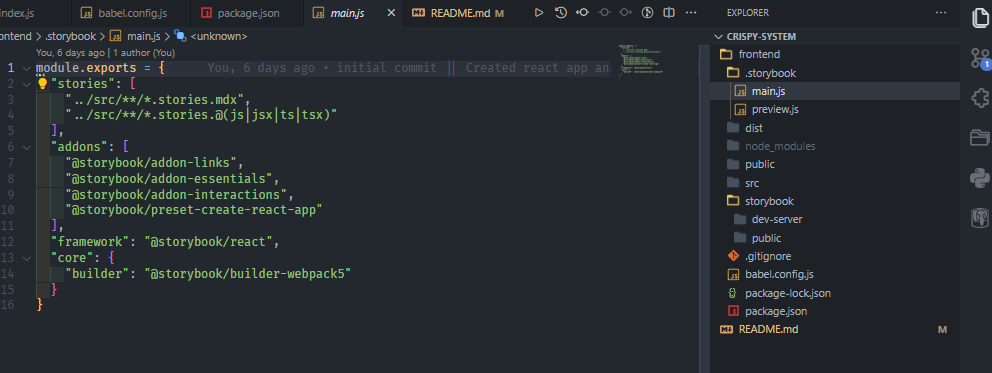 index.js babel.config.js package.json main.js README.md M EXPLORER
frontend > .storybook > main.js > <unknown>
You, 6 days ago | 1 author (You)
1 module.exports = { You, 6 days ago • initial commit || Created react app an
2 "stories": [
3 "../src/**/*.stories.mdx",
4 "../src/**/*.stories.@(js|jsx|ts|tsx)"
5 ],
6 "addons": [
7 "@storybook/addon-links",
8 "@storybook/addon-essentials",
9 "@storybook/addon-interactions",
10 "@storybook/preset-create-react-app"
11 ],
12 "framework": "@storybook/react",
13 "core": {
14 "builder": "@storybook/builder-webpack5"
15 }
16 }
CRISPY-SYSTEM
frontend
.storybook
main.js
preview.js
dist
node_modules
public
src
storybook
dev-server
public
.gitignore
babel.config.js
package-lock.json
package.json
README.md M
1